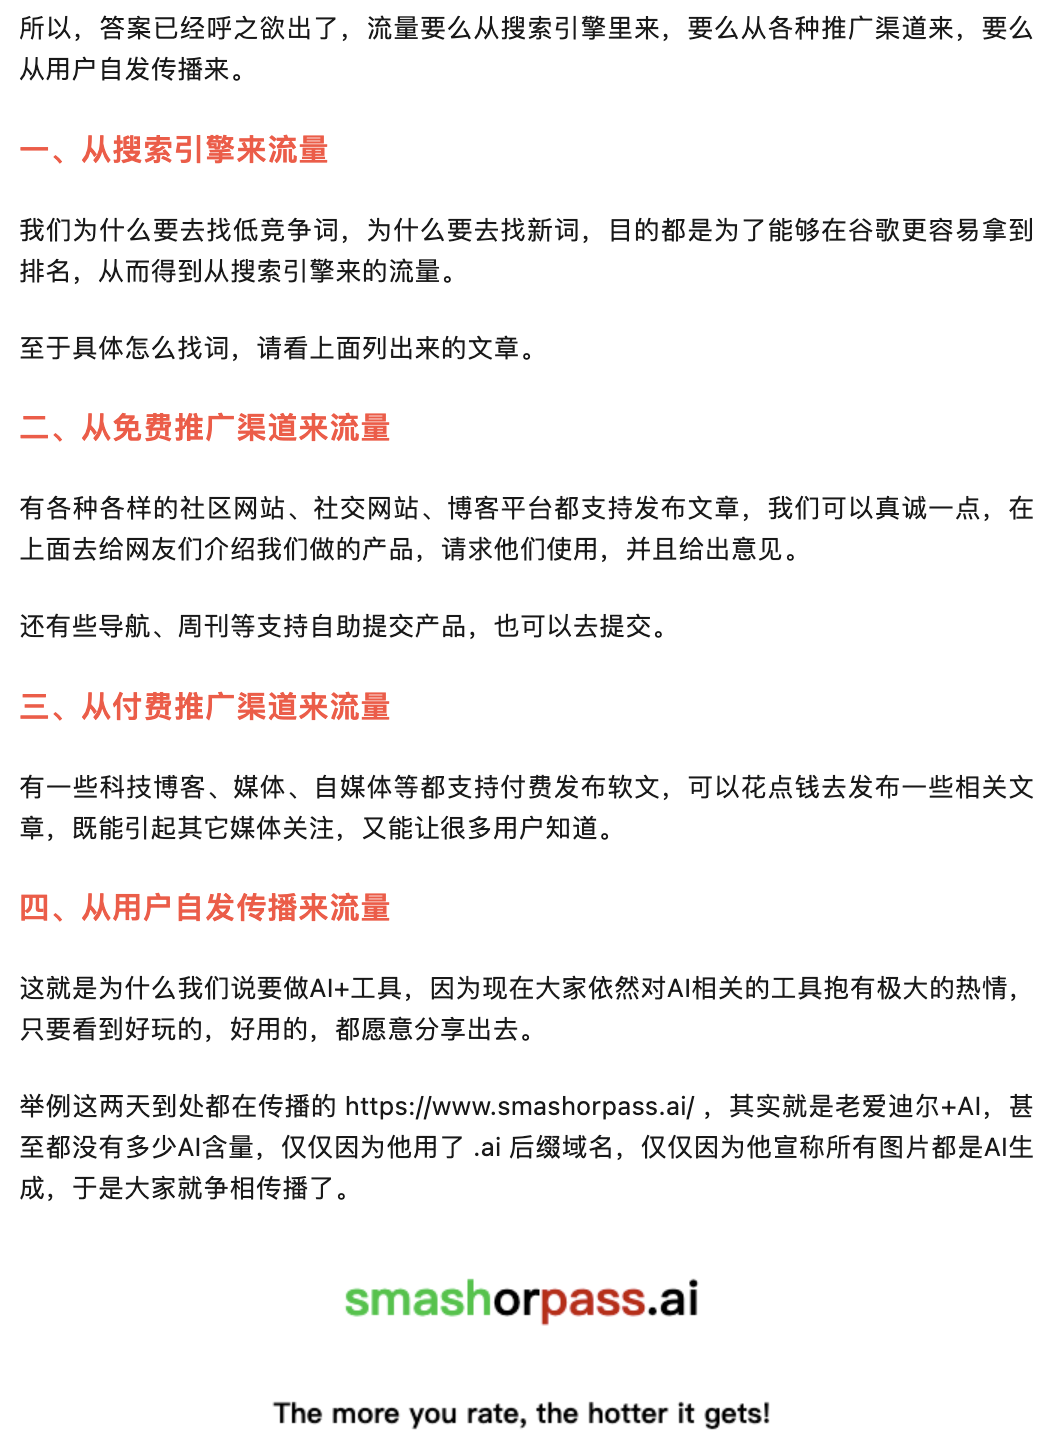 所以，答案已经呼之欲出了，流量要么从搜索引擎里来，要么从各种推广渠道来，要么
从用户自发传播来。
一、从搜索引擎来流量
我们为什么要去找低竞争词，为什么要去找新词，目的都是为了能够在谷歌更容易拿到
排名，从而得到从搜索引擎来的流量。
至于具体怎么找词，请看上面列出来的文章。
二、从免费推广渠道来流量
有各种各样的社区网站、社交网站、博客平台都支持发布文章，我们可以真诚一点，在
上面去给网友们介绍我们做的产品，请求他们使用，并且给出意见。
还有些导航、周刊等支持自助提交产品，也可以去提交。
三、从付费推广渠道来流量
有一些科技博客、媒体、自媒体等都支持付费发布软文，可以花点钱去发布一些相关文
章，既能引起其它媒体关注，又能让很多用户知道。
四、从用户自发传播来流量
这就是为什么我们说要做AI+工具，因为现在大家依然对AI相关的工具抱有极大的热情，
只要看到好玩的，好用的，都愿意分享出去。
举例这两天到处都在传播的 https://www.smashorpass.ai/ ，其实就是老爱迪尔+AI，甚
至都没有多少AI含量，仅仅因为他用了 .ai 后缀域名，仅仅因为他宣称所有图片都是AI生
成，于是大家就争相传播了。
smashorpass.ai
The more you rate, the hotter it gets!